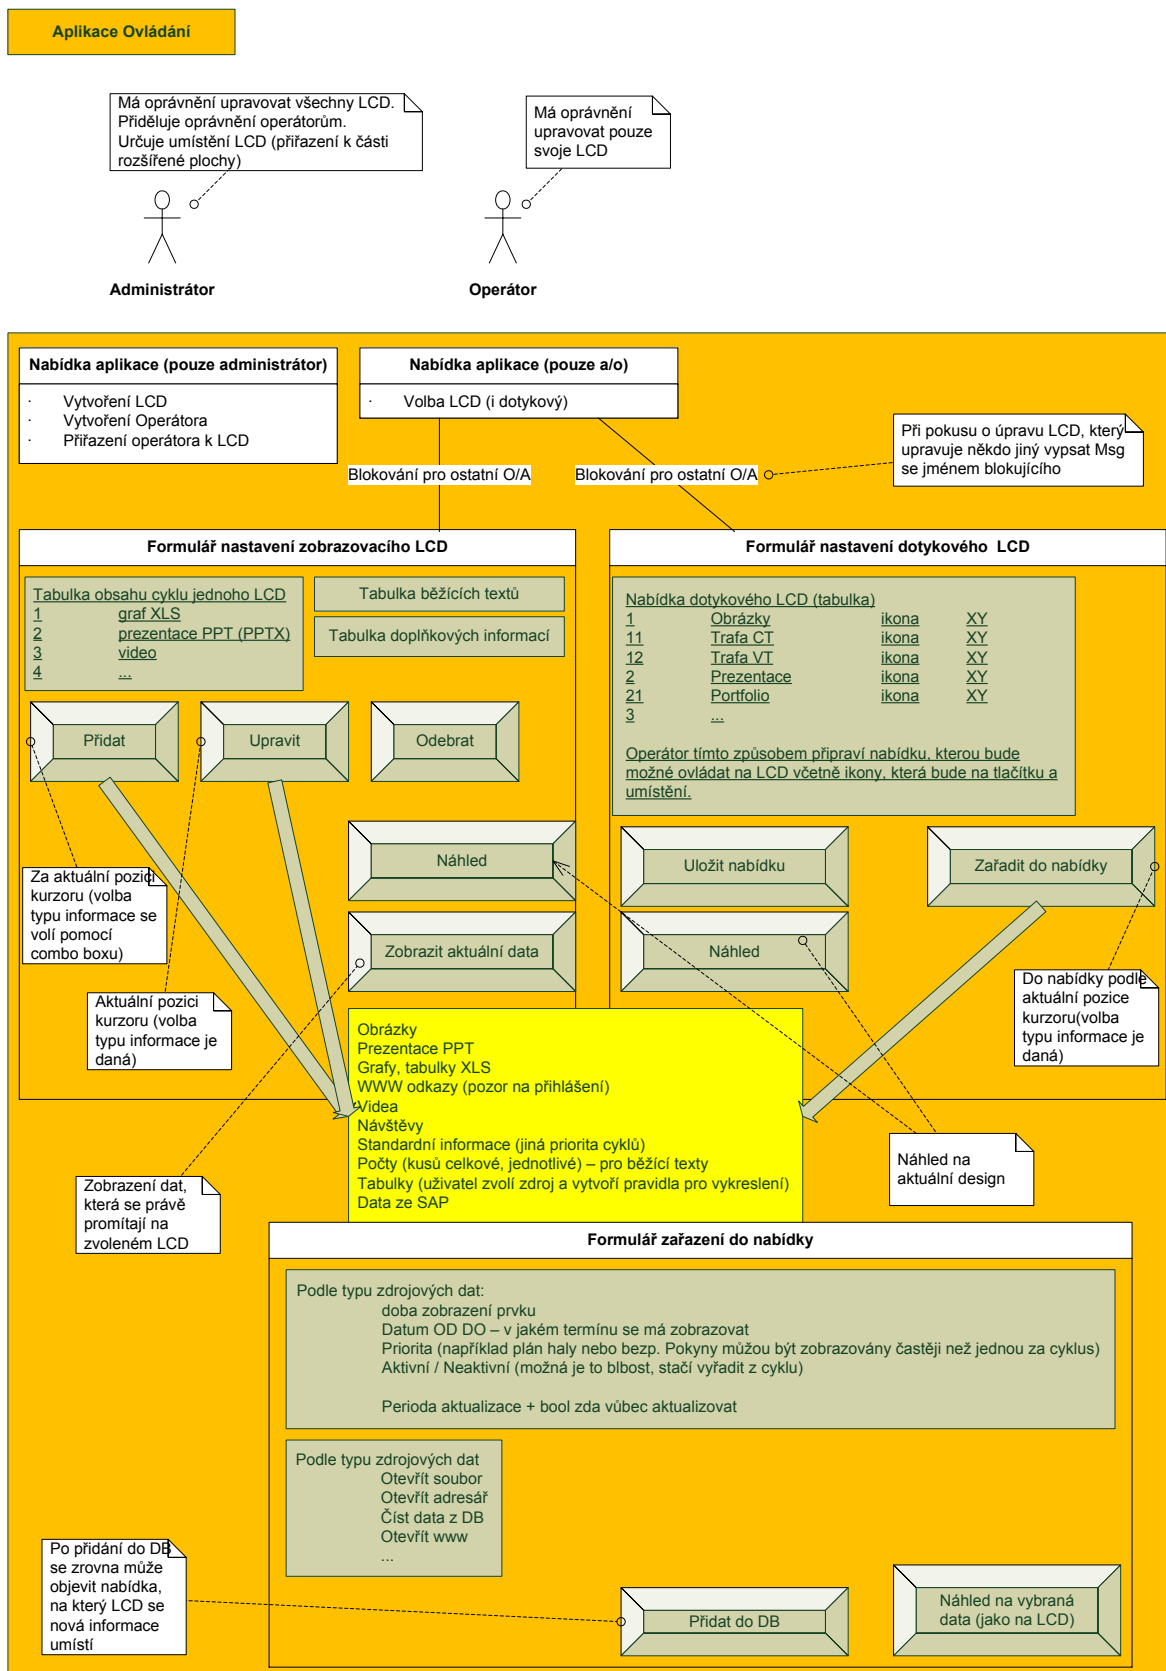 Aplikace Ovládání
Má oprávnění upravovat všechny LCD.
Přiděluje oprávnění operátorům.
Určuje umístění LCD (přiřazení k části
rozšířené plochy)
Má oprávnění
upravovat pouze
svoje LCD
Administrátor
Operátor
Nabídka aplikace (pouze administrátor)
· Vytvoření LCD
· Vytvoření Operátora
· Přiřazení operátora k LCD
Nabídka aplikace (pouze a/o)
· Volba LCD (i dotykový)
Při pokusu o úpravu LCD, který
upravuje někdo jiný vypsat Msg
se jménem blokujícího
Blokování pro ostatní O/A
Blokování pro ostatní O/A
Formulář nastavení zobrazovacího LCD
Tabulka obsahu cyklu jednoho LCD
1 graf XLS
2 prezentace PPT (PPTX)
3 video
4 ...
Tabulka běžících textů
Tabulka doplňkových informací
Přidat
Upravit
Odebrat
Náhled
Zobrazit aktuální data
Za aktuální pozici
kurzoru (volba
typu informace se
volí pomocí
combo boxu)
Aktuální pozici
kurzoru (volba
typu informace je
daná)
Formulář nastavení dotykového  LCD
Nabídka dotykového LCD (tabulka)
1 Obrázky ikona XY
11 Trafa CT ikona XY
12 Trafa VT ikona XY
2 Prezentace ikona XY
21 Portfolio ikona XY
3 ...
Operátor tímto způsobem připraví nabídku, kterou bude
možné ovládat na LCD včetně ikony, která bude na tlačítku a
umístění.
Uložit nabídku
Zařadit do nabídky
Náhled
Do nabídky podle
aktuální pozice
kurzoru(volba
typu informace je
daná)
Obrázky
Prezentace PPT
Grafy, tabulky XLS
WWW odkazy (pozor na přihlášení)
Videa
Návštěvy
Standardní informace (jiná priorita cyklů)
Počty (kusů celkové, jednotlivé) – pro běžící texty
Tabulky (uživatel zvolí zdroj a vytvoří pravidla pro vykreslení)
Data ze SAP
Náhled na
aktuální design
Zobrazení dat,
která se právě
promítají na
zvoleném LCD
Formulář zařazení do nabídky
Podle typu zdrojových dat:
doba zobrazení prvku
Datum OD DO – v jakém termínu se má zobrazovat
Priorita (například plán haly nebo bezp. Pokyny můžou být zobrazovány častěji než jednou za cyklus)
Aktivní / Neaktivní (možná je to blbost, stačí vyřadit z cyklu)
Perioda aktualizace + bool zda vůbec aktualizovat
Podle typu zdrojových dat
Otevřít soubor
Otevřít adresář
Číst data z DB
Otevřít www
...
Po přidání do DB
se zrovna může
objevit nabídka,
na který LCD se
nová informace
umístí
Přidat do DB
Náhled na vybraná
data (jako na LCD)